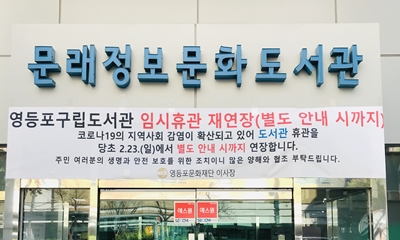 문래정보문화도서관
영등포구립도서관 임시휴관 재연장(별도 안내 시까지)
코로나19의 지역사회 감염이 확산되고 있어 도서관 휴관을
당초 2.23.(일)에서 별도 안내 시까지 연장합니다.
주민 여러분의 생명과 안전 보호를 위한 조치이니 많은 양해와 협조 부탁드립니다.
영등포문화재단 이사장